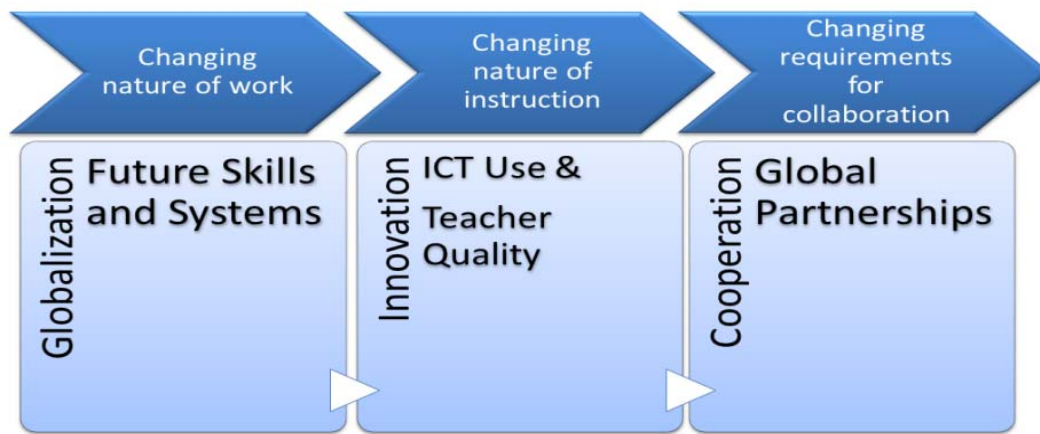 Changing
nature of work
Changing
nature of
instruction
Changing
requirements
for
collaboration
Globalization
Future Skills
and Systems
Innovation
ICT Use &
Teacher
Quality
Cooperation
Global
Partnerships